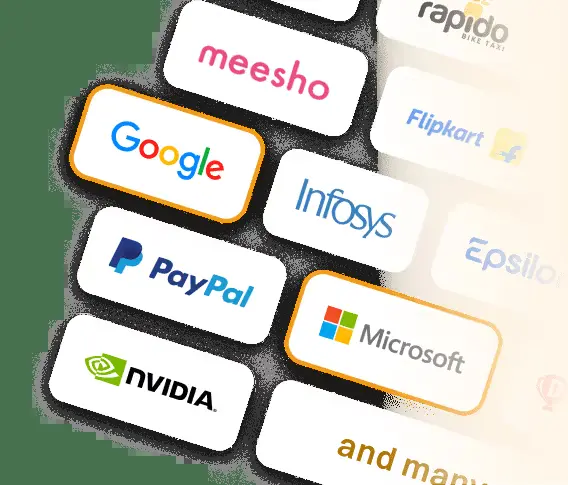 rapido
BIKE TAXI
meesho
Flipkart
Google
Infosys
Epsilo
PayPal
Microsoft
NVIDIA
and many